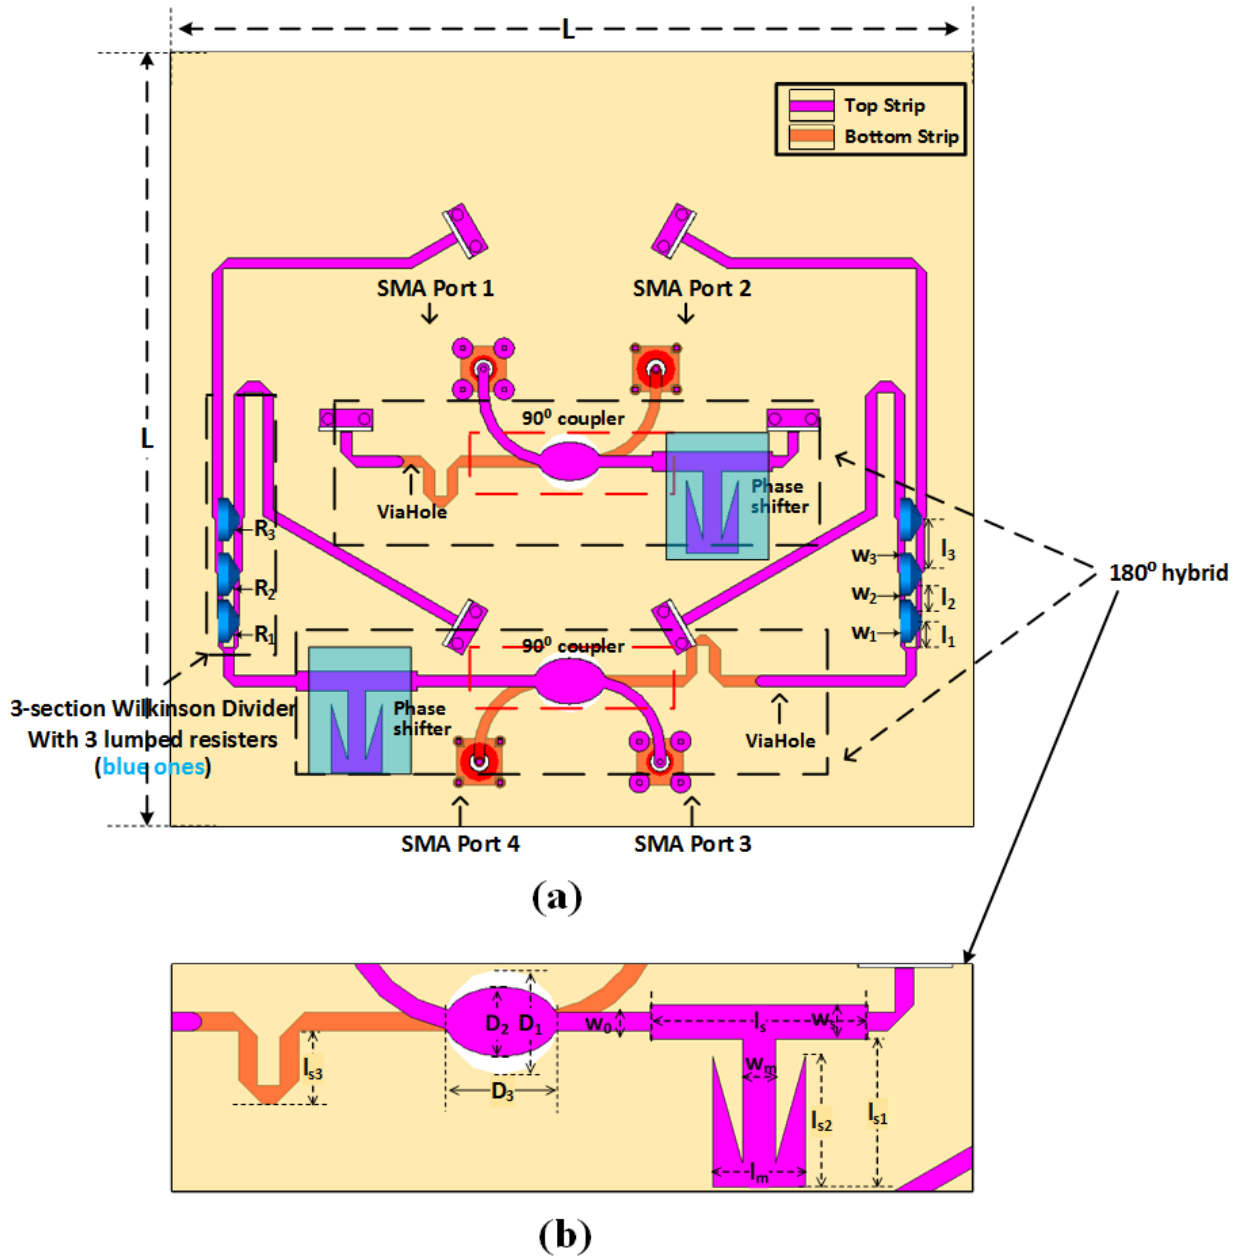 L
Top Strip
Bottom Strip
SMA Port 1
SMA Port 2
L
90⁰ coupler
ViaHole
Phase
shifter
R₃
R₂
R₁
w₃
w₂
w₁
l₃
l₂
l₁
180⁰ hybrid
90⁰ coupler
3-section Wilkinson Divider
With 3 lumped resisters
(blue ones)
Phase
shifter
ViaHole
SMA Port 4
SMA Port 3
(a)
D₂
D₁
w₀
lₛ
wₛ
lₛ₃
wₘ
D₃
lₛ₂
lₛ₁
lₘ
(b)